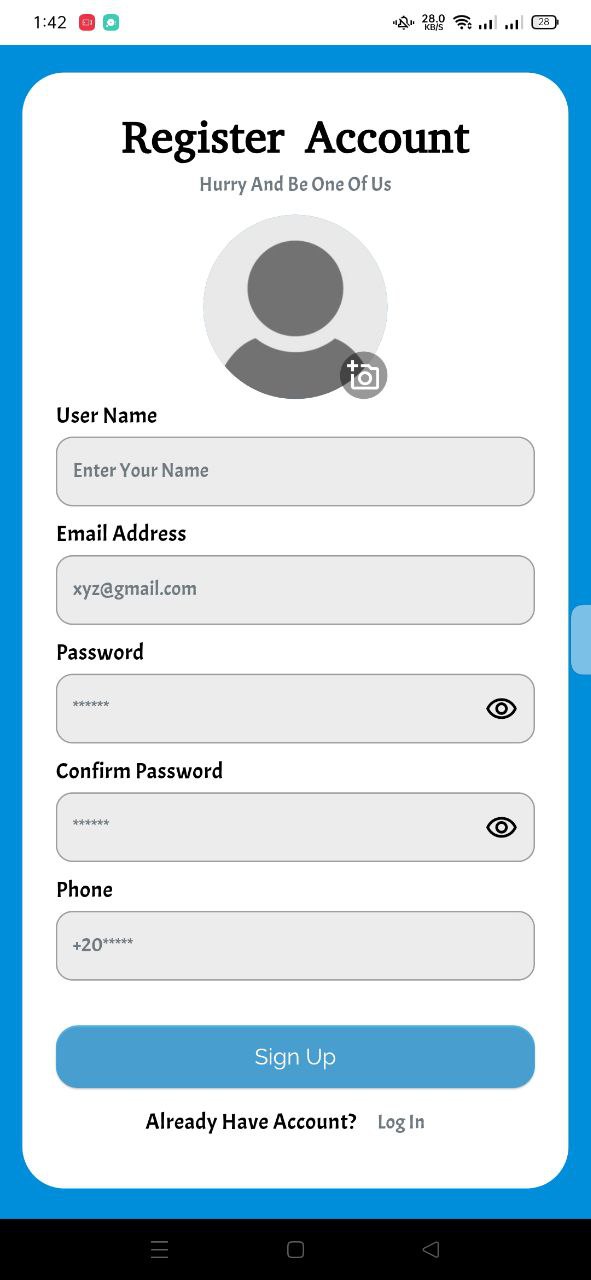 1:42 28.0 KB/S 28
Register Account
Hurry And Be One Of Us
User Name
Enter Your Name
Email Address
xyz@gmail.com
Password
******
Confirm Password
******
Phone
+20*****
Sign Up
Already Have Account? Log In